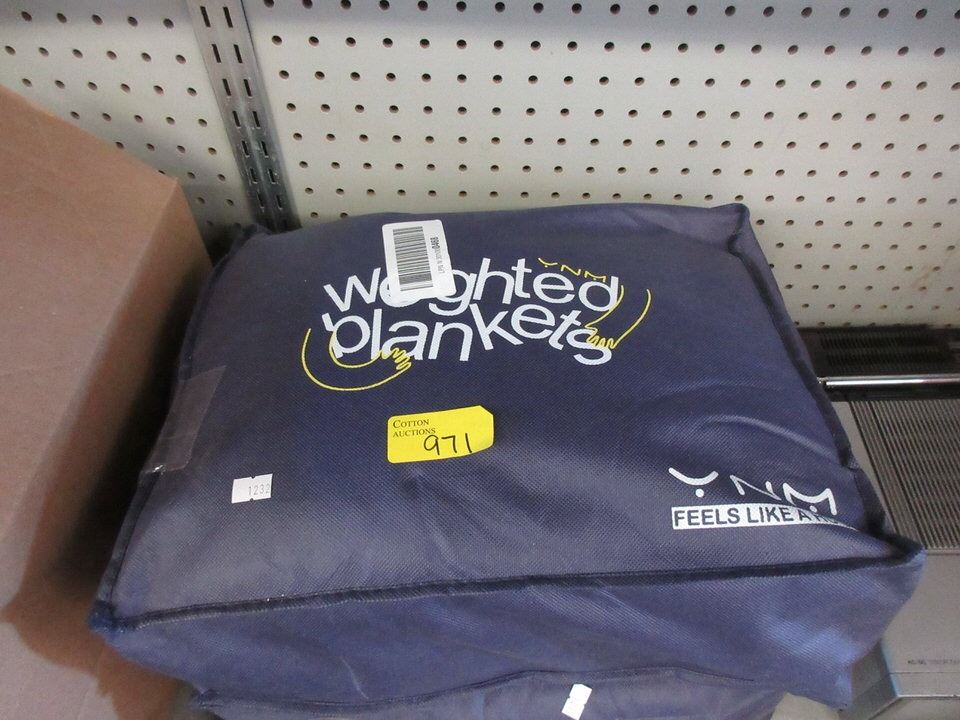 YNM
weighted
blankets
COTTON
AUCTIONS
971
1232
YNM
FEELS LIKE A